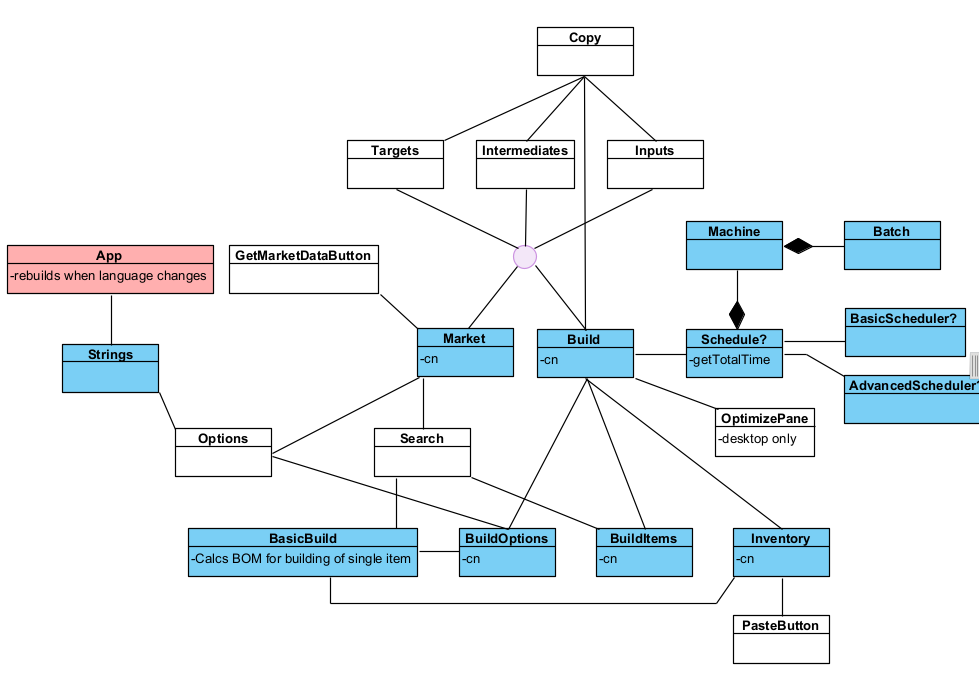 Copy
Targets
Intermediates
Inputs
Machine
Batch
App
-rebuilds when language changes
GetMarketDataButton
BasicScheduler?
Market
-cn
Build
-cn
Schedule?
-getTotalTime
Strings
AdvancedScheduler?
OptimizePane
-desktop only
Options
Search
BasicBuild
-Calcs BOM for building of single item
BuildOptions
-cn
BuildItems
-cn
Inventory
-cn
PasteButton